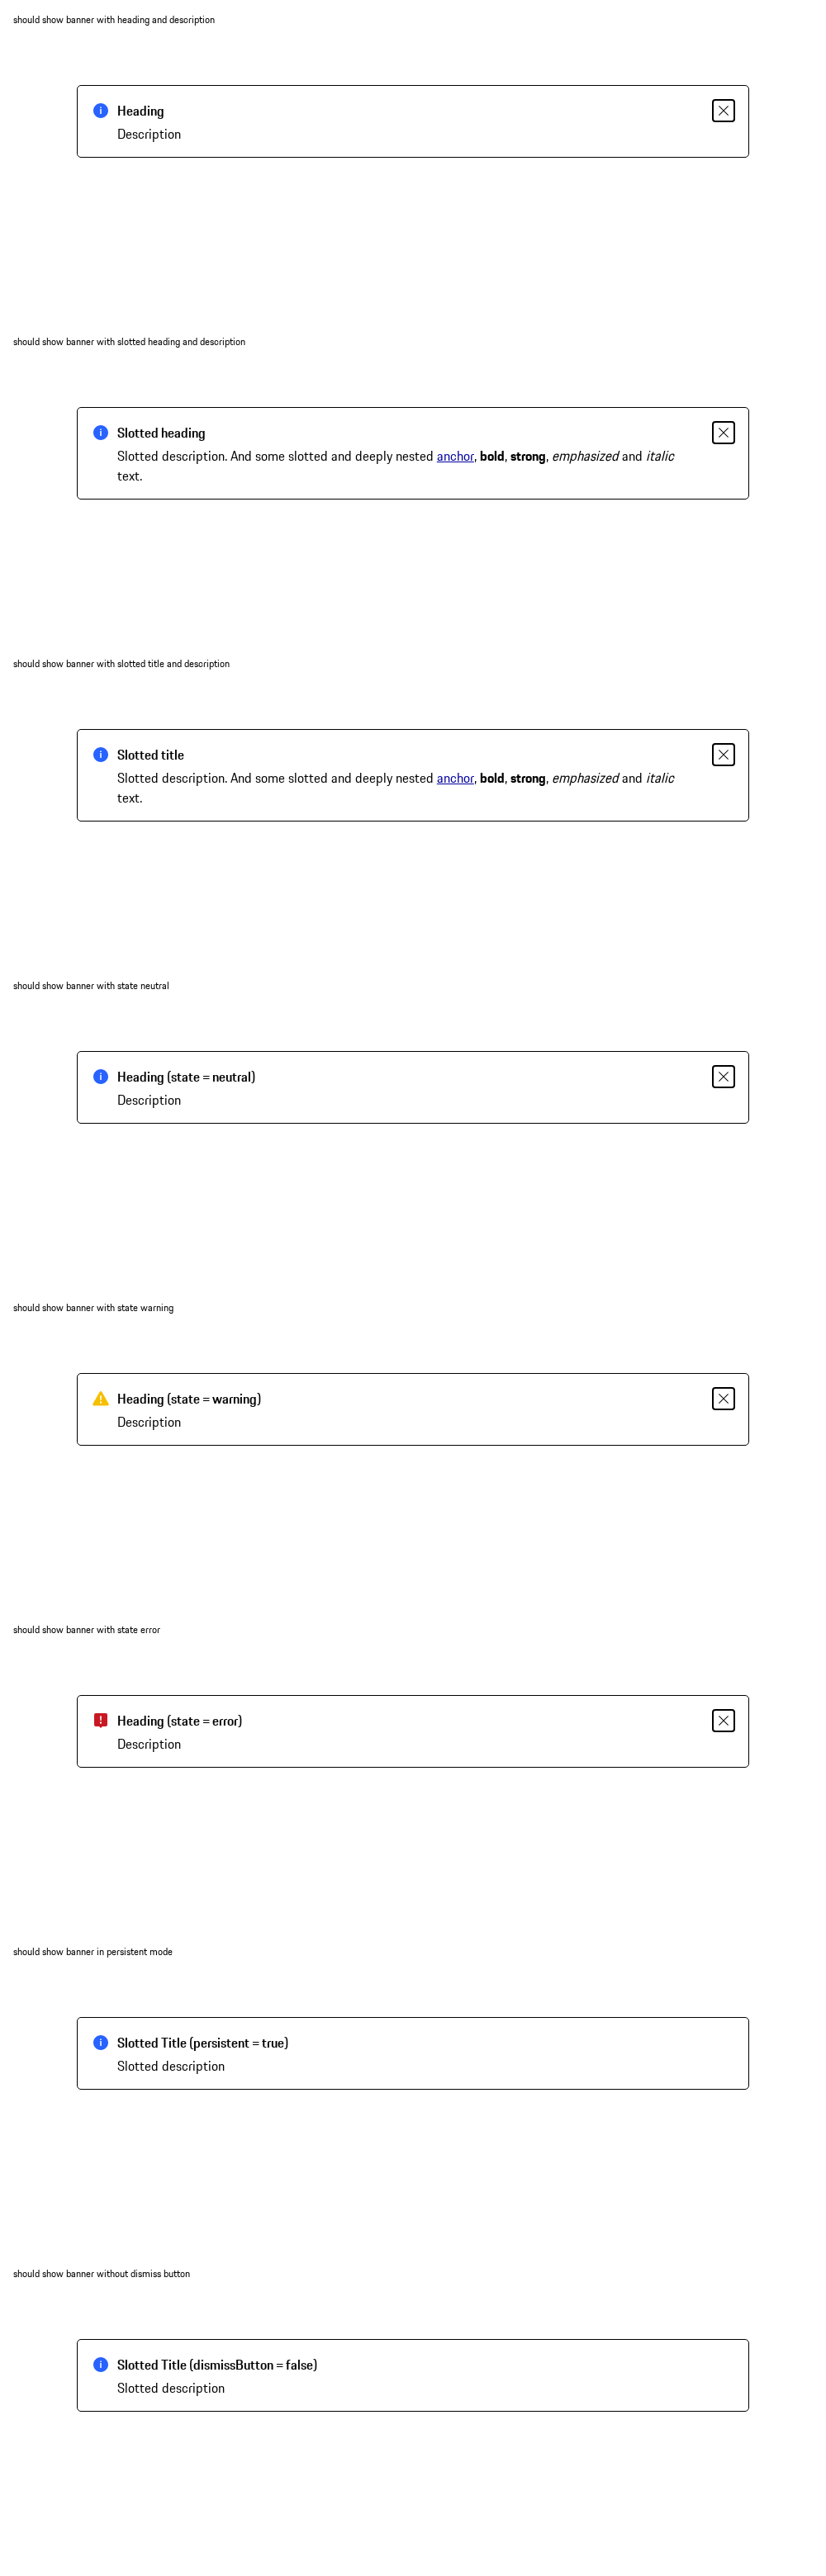 should show banner with heading and description
Heading
Description
should show banner with slotted heading and description
Slotted heading
Slotted description. And some slotted and deeply nested anchor, bold, strong, emphasized and italic
text.
should show banner with slotted title and description
Slotted title
Slotted description. And some slotted and deeply nested anchor, bold, strong, emphasized and italic
text.
should show banner with state neutral
Heading (state = neutral)
Description
should show banner with state warning
Heading (state = warning)
Description
should show banner with state error
Heading (state = error)
Description
should show banner in persistent mode
Slotted Title (persistent = true)
Slotted description
should show banner without dismiss button
Slotted Title (dismissButton = false)
Slotted description